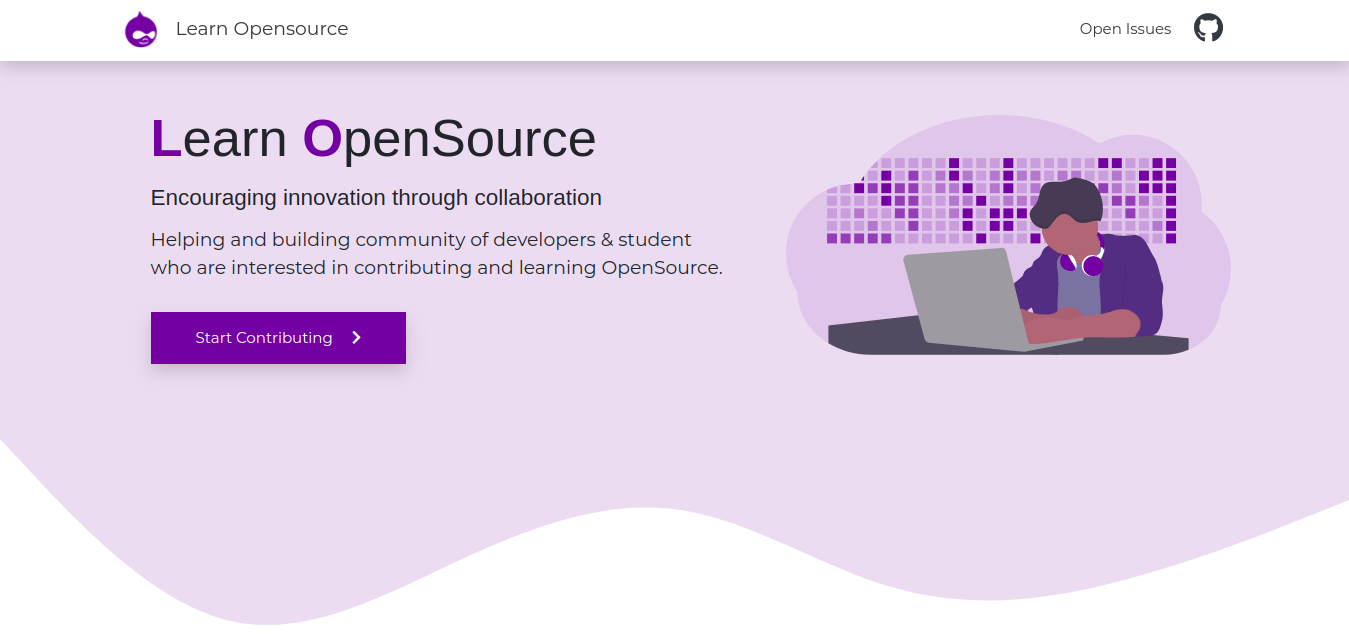 Learn Opensource
Open Issues
Learn OpenSource
Encouraging innovation through collaboration
Helping and building community of developers & student
who are interested in contributing and learning OpenSource.
Start Contributing